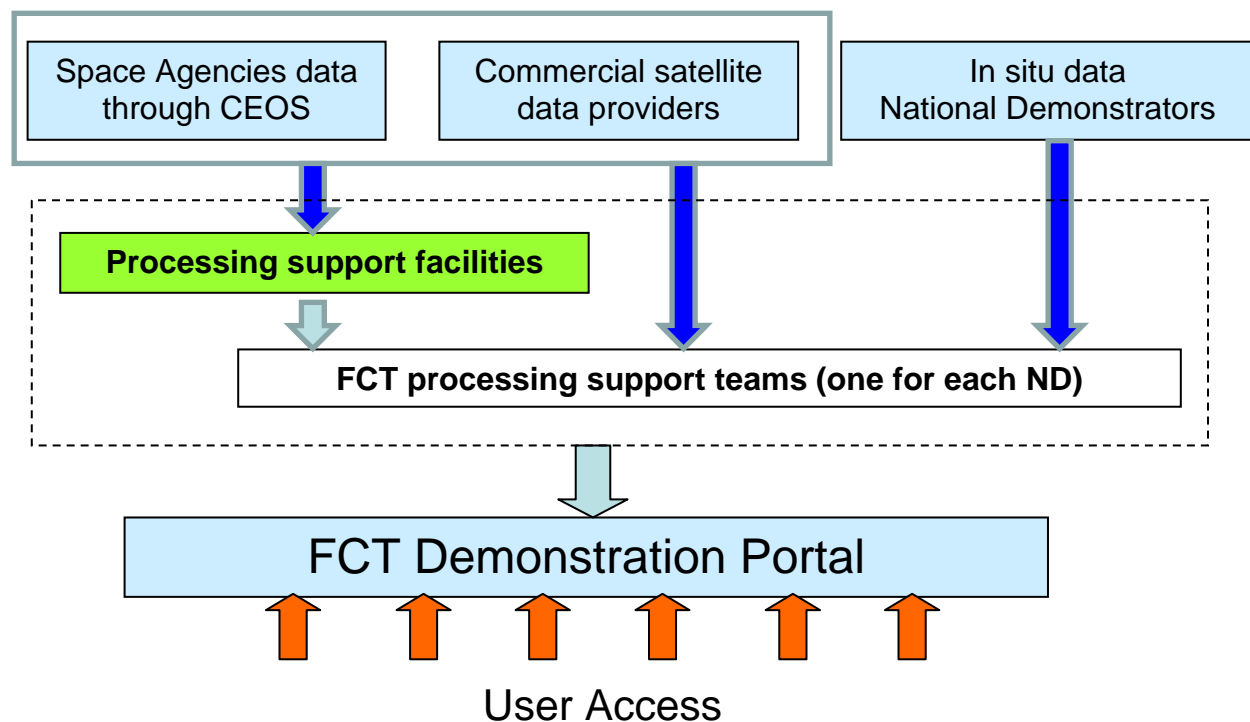 Space Agencies data
through CEOS
Commercial satellite
data providers
In situ data
National Demonstrators
Processing support facilities
FCT processing support teams (one for each ND)
FCT Demonstration Portal
User Access